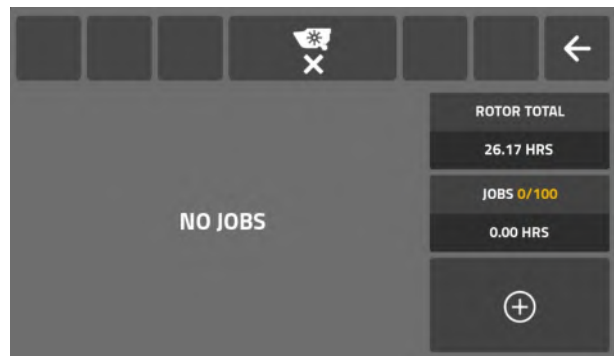 ROTOR TOTAL
26.17 HRS
JOBS 0/100
0.00 HRS
NO JOBS